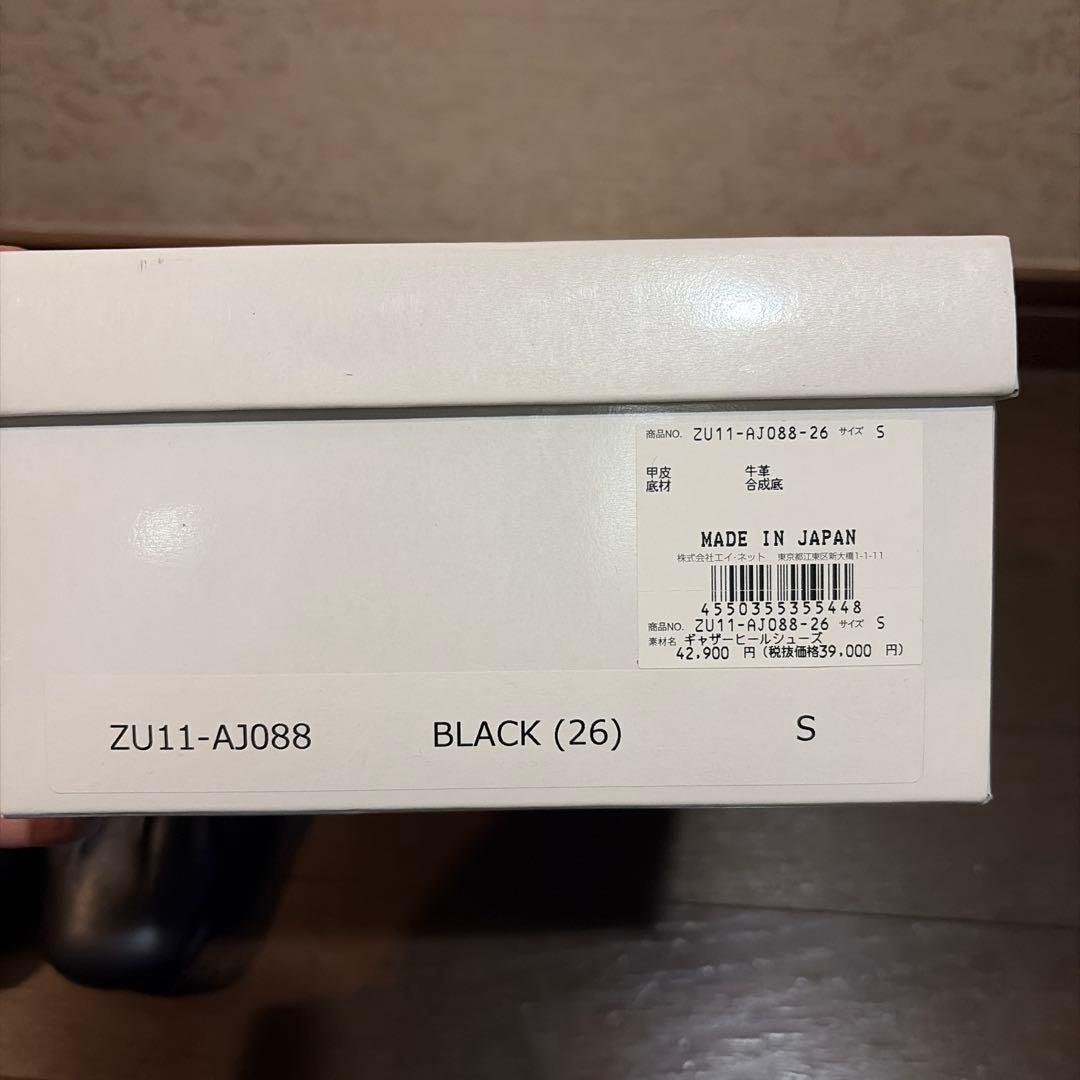 商品NO. ZU11-AJ088-26 サイズ S
甲皮 牛革
底材 合成底
MADE IN JAPAN
株式会社エイ・ネット 東京都江東区新大橋1-1-11
4550355355448
商品NO. ZU11-AJ088-26 サイズ S
素材名 ギャザーヒールシューズ
42,900 円(税抜価格39,000 円)
ZU11-AJ088 BLACK (26) S